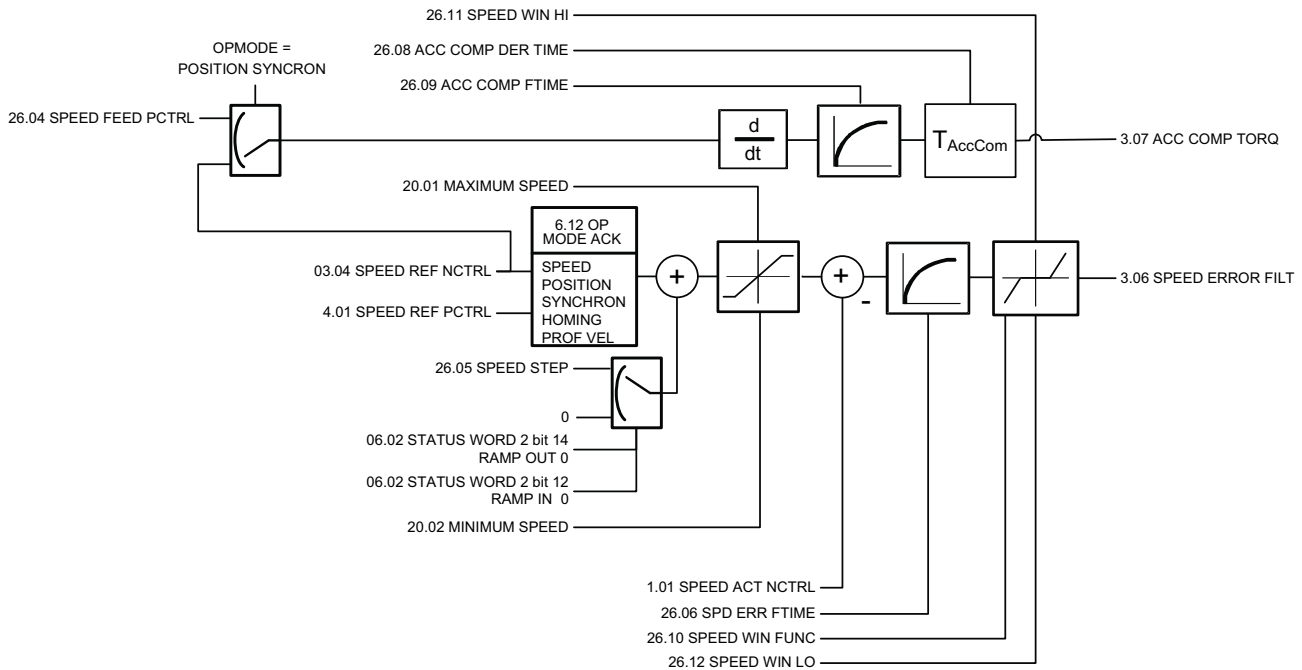 26.11 SPEED WIN HI
OPMODE =
POSITION SYNCRON
26.08 ACC COMP DER TIME
26.09 ACC COMP FTIME
26.04 SPEED FEED PCTRL
d
dt
TAccCom
3.07 ACC COMP TORQ
20.01 MAXIMUM SPEED
6.12 OP
MODE ACK
03.04 SPEED REF NCTRL
SPEED
POSITION
SYNCHRON
HOMING
PROF VEL
+
+
-
3.06 SPEED ERROR FILT
4.01 SPEED REF PCTRL
26.05 SPEED STEP
0
06.02 STATUS WORD 2 bit 14
RAMP OUT 0
06.02 STATUS WORD 2 bit 12
RAMP IN 0
20.02 MINIMUM SPEED
1.01 SPEED ACT NCTRL
26.06 SPD ERR FTIME
26.10 SPEED WIN FUNC
26.12 SPEED WIN LO